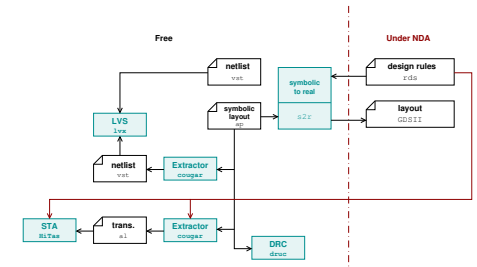 Free
Under NDA
netlist
vst
design rules
rds
symbolic
to real
s2r
symbolic
layout
ap
layout
GDSII
LVS
lvx
netlist
vst
Extractor
cougar
STA
HiTas
trans.
al
Extractor
cougar
DRC
druc